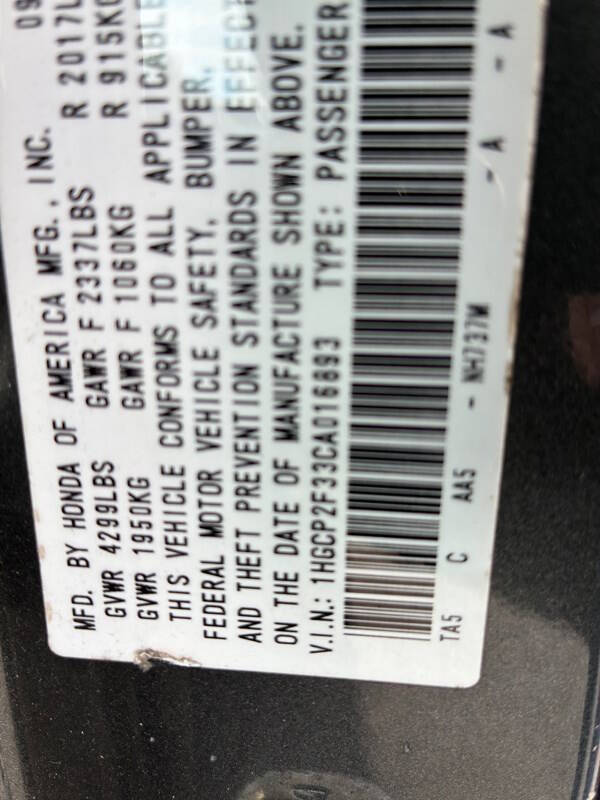 MFD. BY HONDA OF AMERICA MFG., INC. 09
GVWR 4299LBS GAWR F 2337LBS R 2017L
GVWR 1950KG GAWR F 1060KG R 915KG
THIS VEHICLE CONFORMS TO ALL APPLICABLE
FEDERAL MOTOR VEHICLE SAFETY, BUMPER,
AND THEFT PREVENTION STANDARDS IN EFFECT
ON THE DATE OF MANUFACTURE SHOWN ABOVE.
V.I.N.: 1HGCP2F33CA016893 TYPE: PASSENGER
TA5 C AA5 - NH737M - A - A